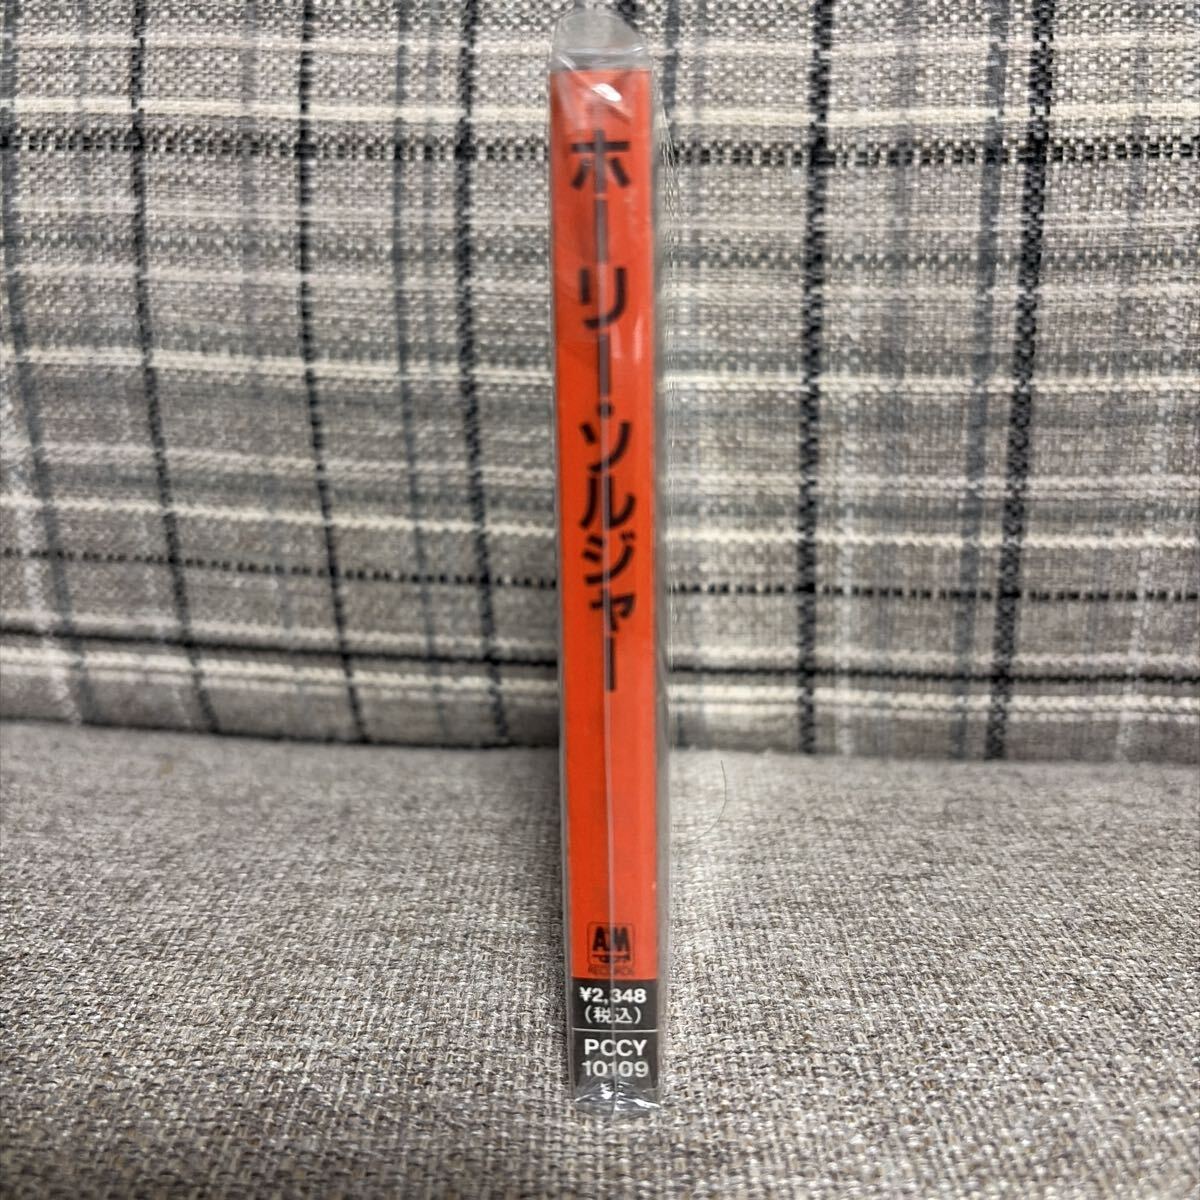 ホーリー・ソルジャー
A&M
RECORDS
¥2,348
(税込)
PCCY
10109